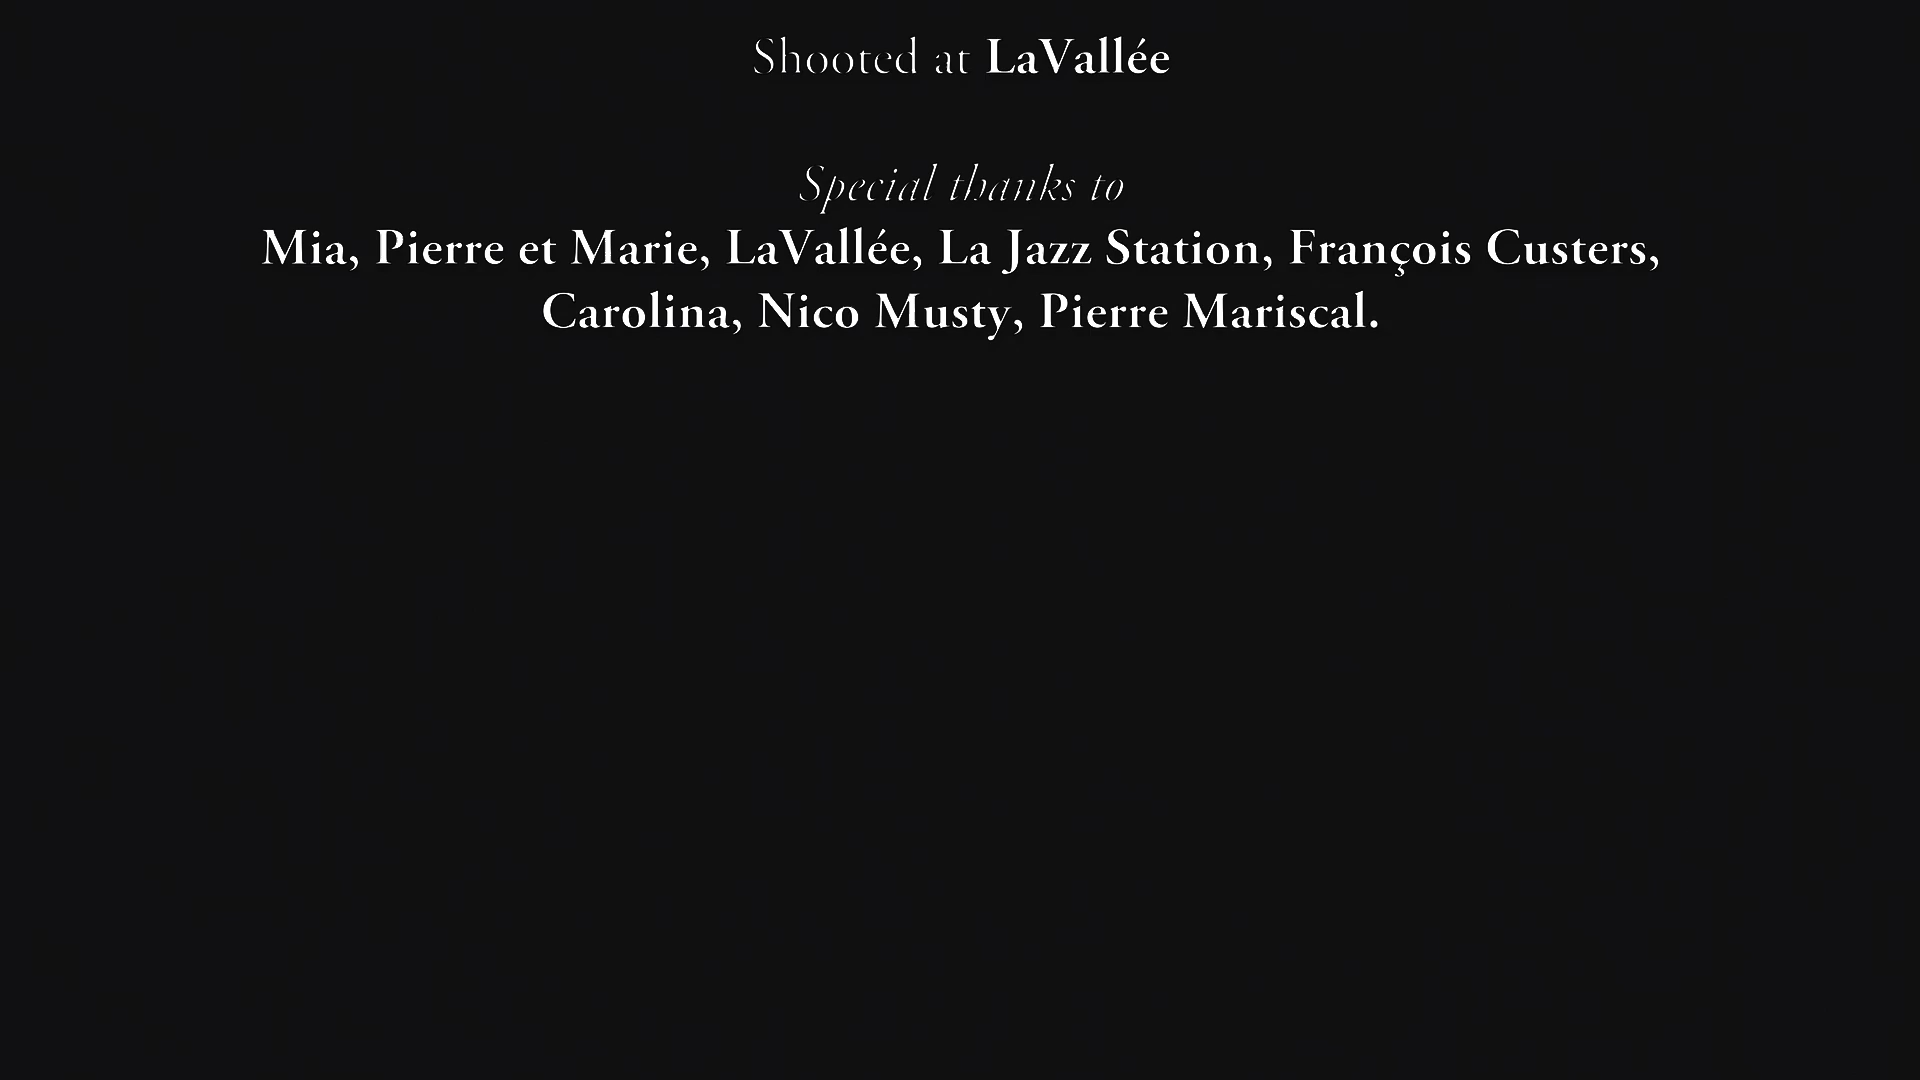 Shooted at LaVallée
Special thanks to
Mia, Pierre et Marie, LaVallée, La Jazz Station, François Custers,
Carolina, Nico Musty, Pierre Mariscal.